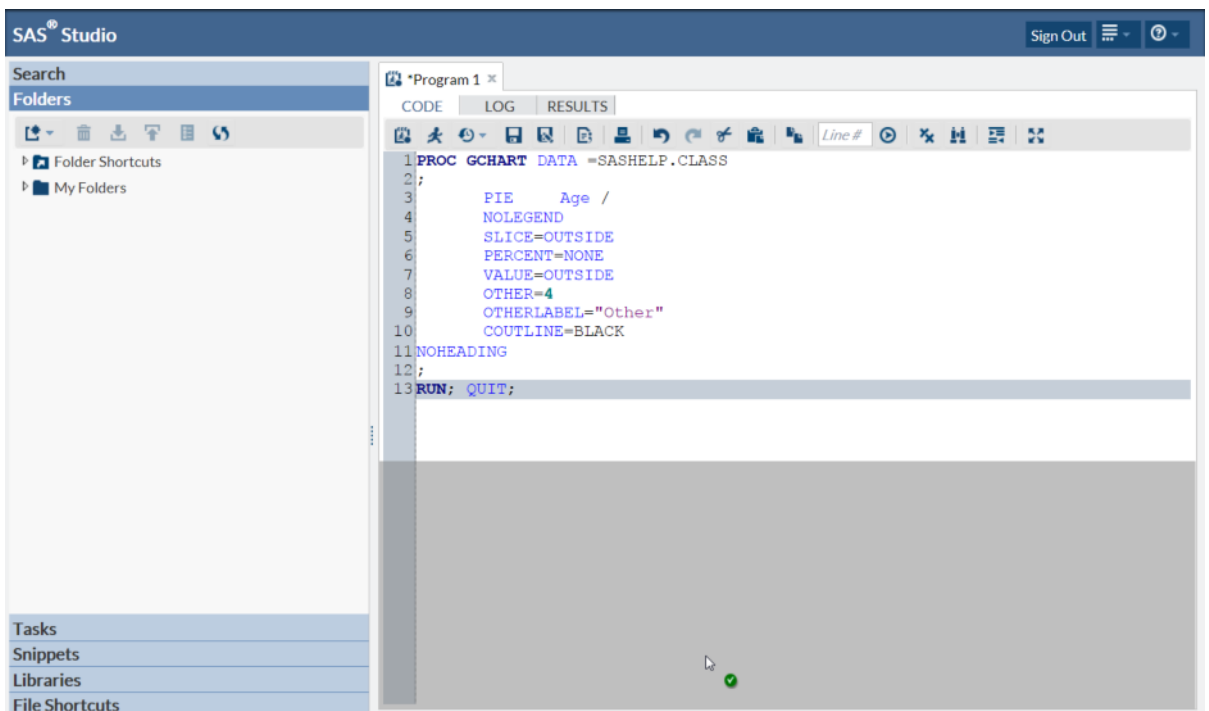 SAS® Studio
Sign Out
Search
Folders
Folder Shortcuts
My Folders
Tasks
Snippets
Libraries
File Shortcuts
*Program 1
CODE LOG RESULTS
Line #
1 PROC GCHART DATA =SASHELP.CLASS
2 ;
3 PIE Age /
4 NOLEGEND
5 SLICE=OUTSIDE
6 PERCENT=NONE
7 VALUE=OUTSIDE
8 OTHER=4
9 OTHERLABEL="Other"
10 COUTLINE=BLACK
11 NOHEADING
12 ;
13 RUN; QUIT;